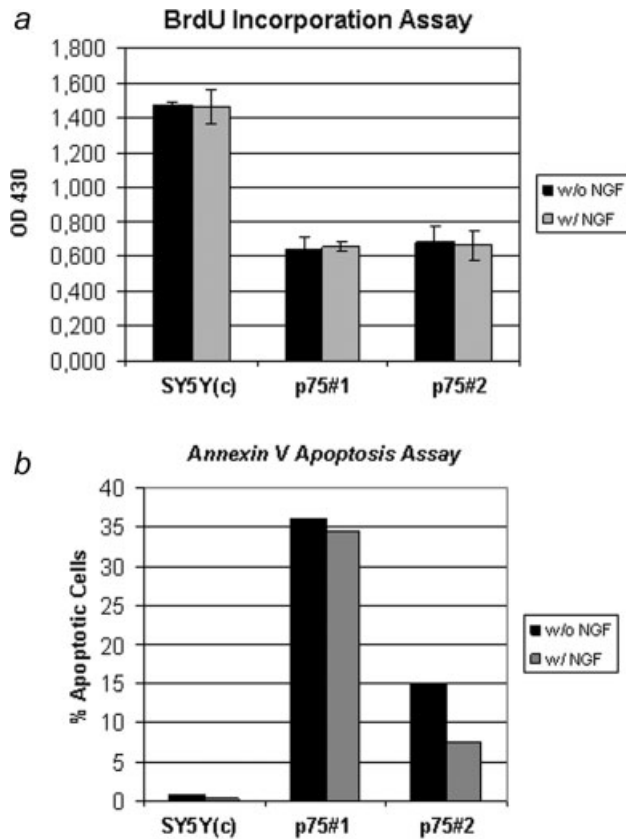 a
BrdU Incorporation Assay
OD 430
1,800
1,600
1,400
1,200
1,000
0,800
0,600
0,400
0,200
0,000
SY5Y(c) p75#1 p75#2
w/o NGF
w/ NGF
b
Annexin V Apoptosis Assay
% Apoptotic Cells
40
35
30
25
20
15
10
5
0
SY5Y(c) p75#1 p75#2
w/o NGF
w/ NGF